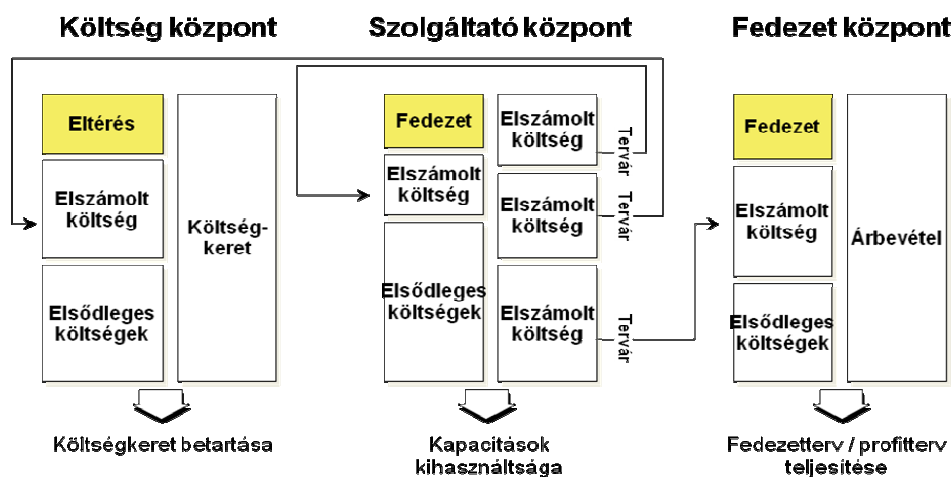 Költség központ
Szolgáltató központ
Fedezet központ
Eltérés
Elszámolt
költség
Elsődleges
költségek
Költség-
keret
Fedezet
Elszámolt
költség
Elsődleges
költségek
Elszámolt
költség
Elszámolt
költség
Elszámolt
költség
Tervár
Tervár
Tervár
Fedezet
Elszámolt
költség
Elsődleges
költségek
Árbevétel
Költségkeret betartása
Kapacitások
kihasználtsága
Fedezetterv / profitterv
teljesítése